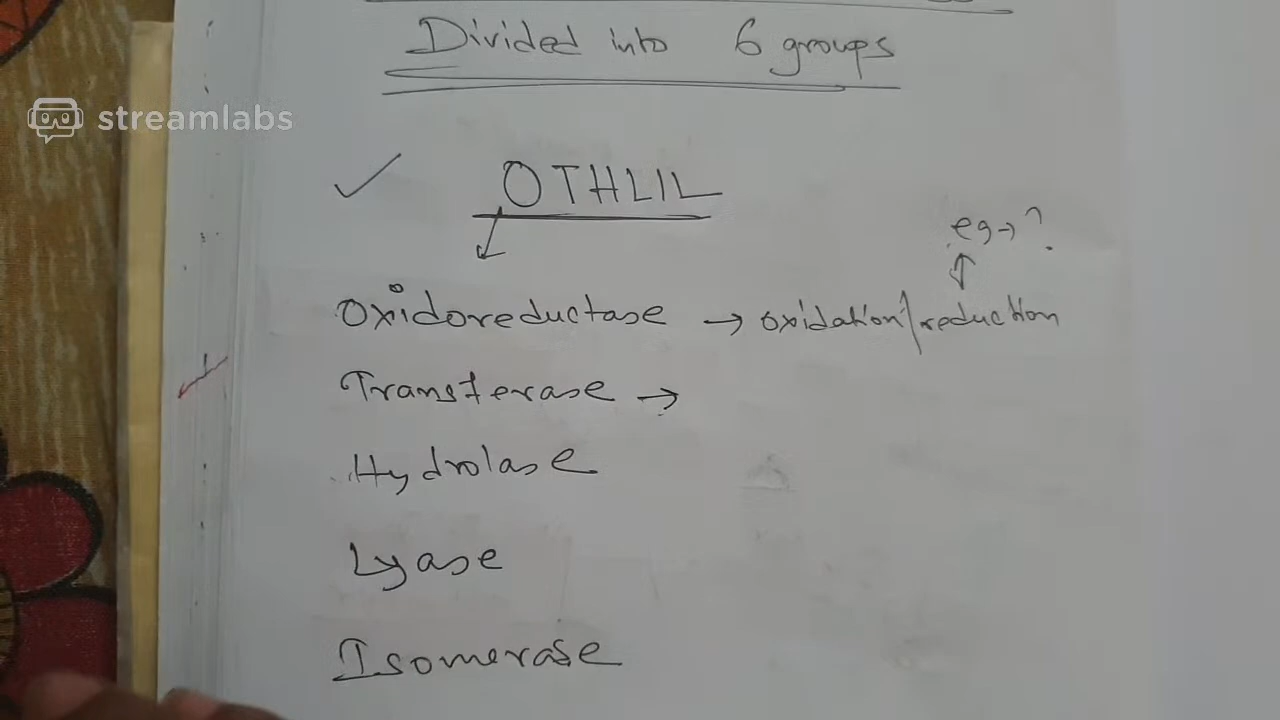 Divided into 6 groups
streamlabs
OTHLIL
eg → ?
Oxidoreductase → oxidation/reduction
Transferase →
Hydrolase
Lyase
Isomerase